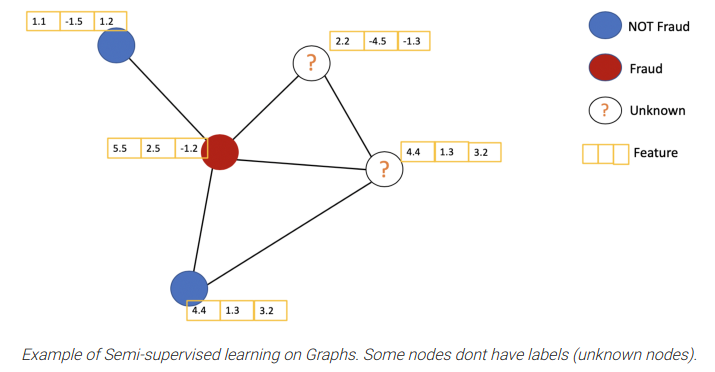 1.1 -1.5 1.2
NOT Fraud
2.2 -4.5 -1.3
?
Fraud
? Unknown
5.5 2.5 -1.2
4.4 1.3 3.2
Feature
?
4.4 1.3 3.2
Example of Semi-supervised learning on Graphs. Some nodes dont have labels (unknown nodes).